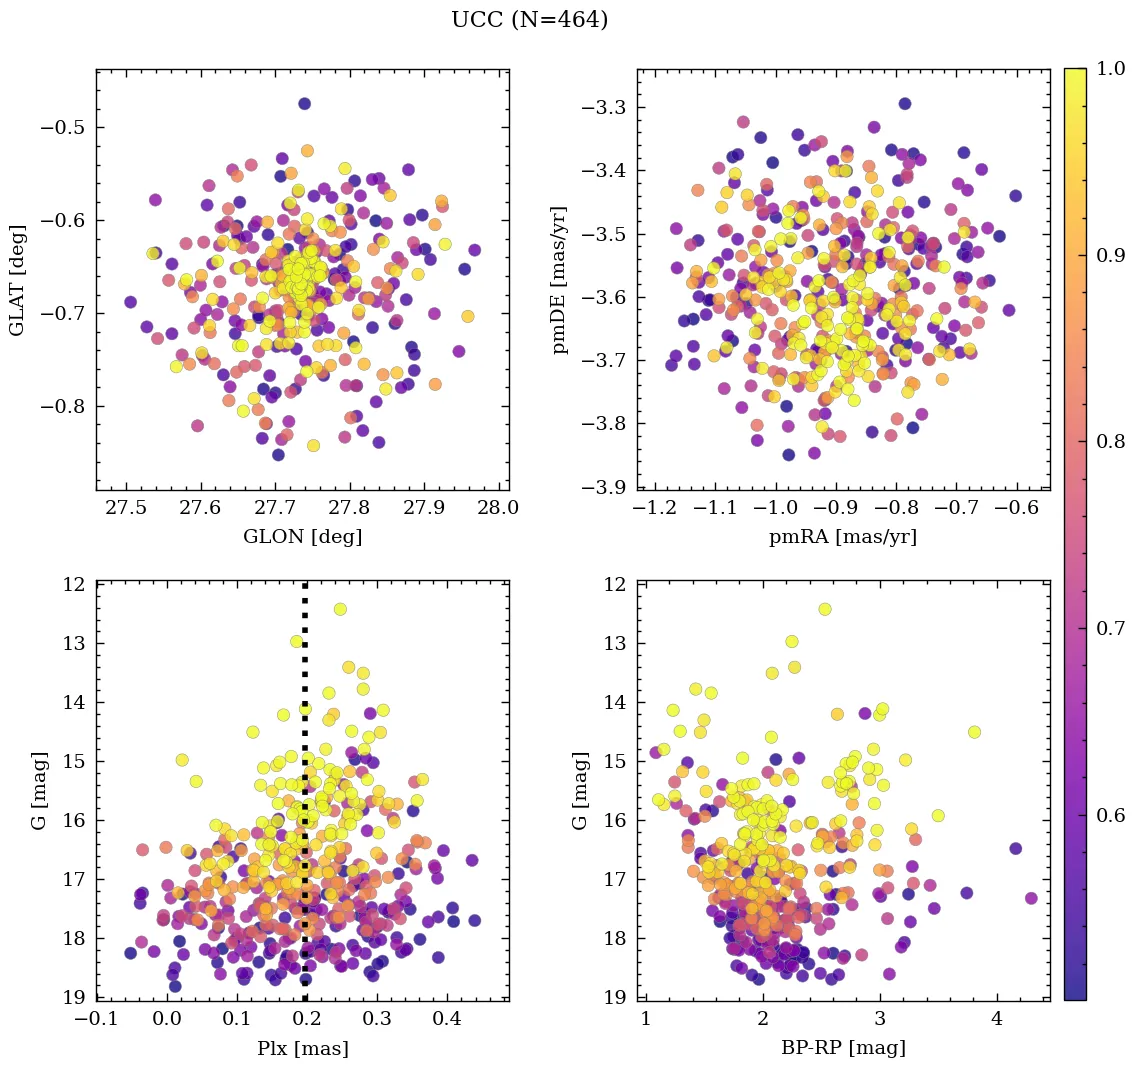 UCC (N=464)
−0.5
−0.6
−0.7
−0.8
GLAT [deg]
27.5 27.6 27.7 27.8 27.9 28.0
GLON [deg]
−3.3
−3.4
−3.5
−3.6
−3.7
−3.8
−3.9
pmDE [mas/yr]
−1.2 −1.1 −1.0 −0.9 −0.8 −0.7 −0.6
pmRA [mas/yr]
1.0
0.9
0.8
0.7
0.6
12
13
14
15
16
17
18
19
G [mag]
−0.1 0.0 0.1 0.2 0.3 0.4
Plx [mas]
12
13
14
15
16
17
18
19
G [mag]
1 2 3 4
BP-RP [mag]